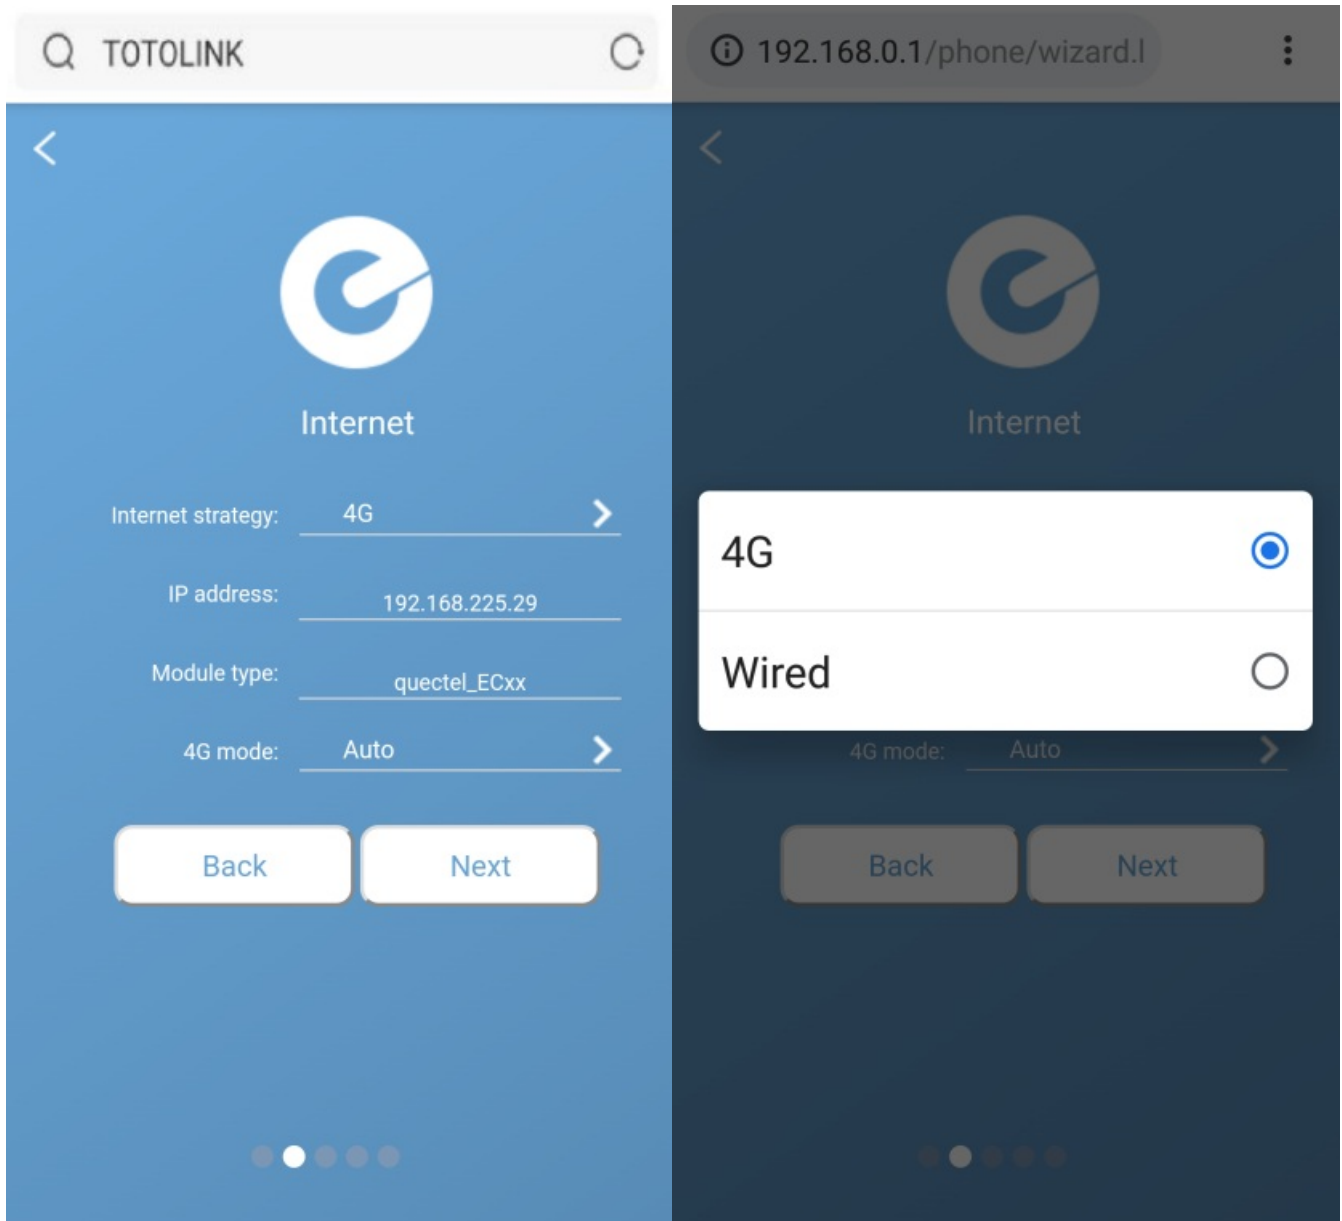 TOTOLINK
Internet
Internet strategy: 4G
IP address: 192.168.225.29
Module type: quectel_ECxx
4G mode: Auto
Back Next
192.168.0.1/phone/wizard.l
Internet
4G
Wired
4G mode: Auto
Back Next